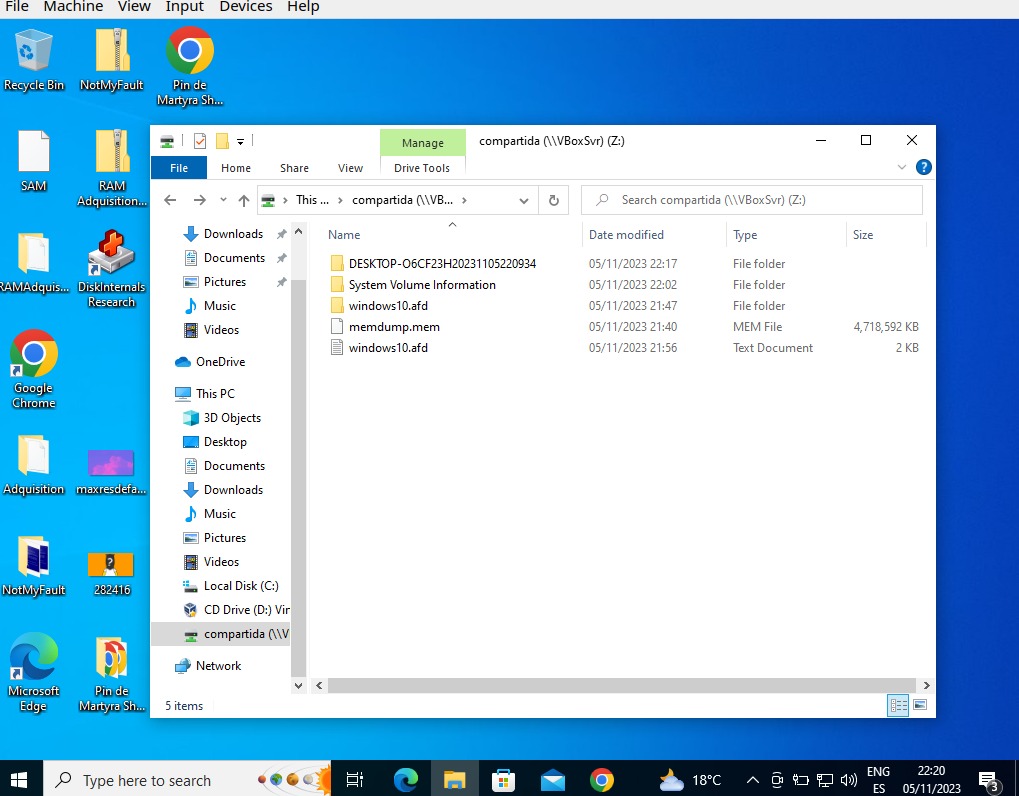 File Machine View Input Devices Help
Recycle Bin
NotMyFault
Pin de
Martyra Sh...
SAM
RAM
Adquisition...
RAMAdquis...
DiskInternals
Research
Google
Chrome
Adquisition
maxresdefa...
NotMyFault
282416
Microsoft
Edge
Pin de
Martyra Sh...
Manage
compartida (\\VBoxSvr) (Z:)
File Home Share View Drive Tools
This ... compartida (\\VB...
Search compartida (\\VBoxSvr) (Z:)
Downloads
Documents
Pictures
Music
Videos
OneDrive
This PC
3D Objects
Desktop
Documents
Downloads
Music
Pictures
Videos
Local Disk (C:)
CD Drive (D:) Vir
compartida (\\V
Network
Name Date modified Type Size
DESKTOP-O6CF23H20231105220934 05/11/2023 22:17 File folder
System Volume Information 05/11/2023 22:02 File folder
windows10.afd 05/11/2023 21:47 File folder
memdump.mem 05/11/2023 21:40 MEM File 4,718,592 KB
windows10.afd 05/11/2023 21:56 Text Document 2 KB
5 items
Type here to search
18°C
ENG
ES
22:20
05/11/2023
3